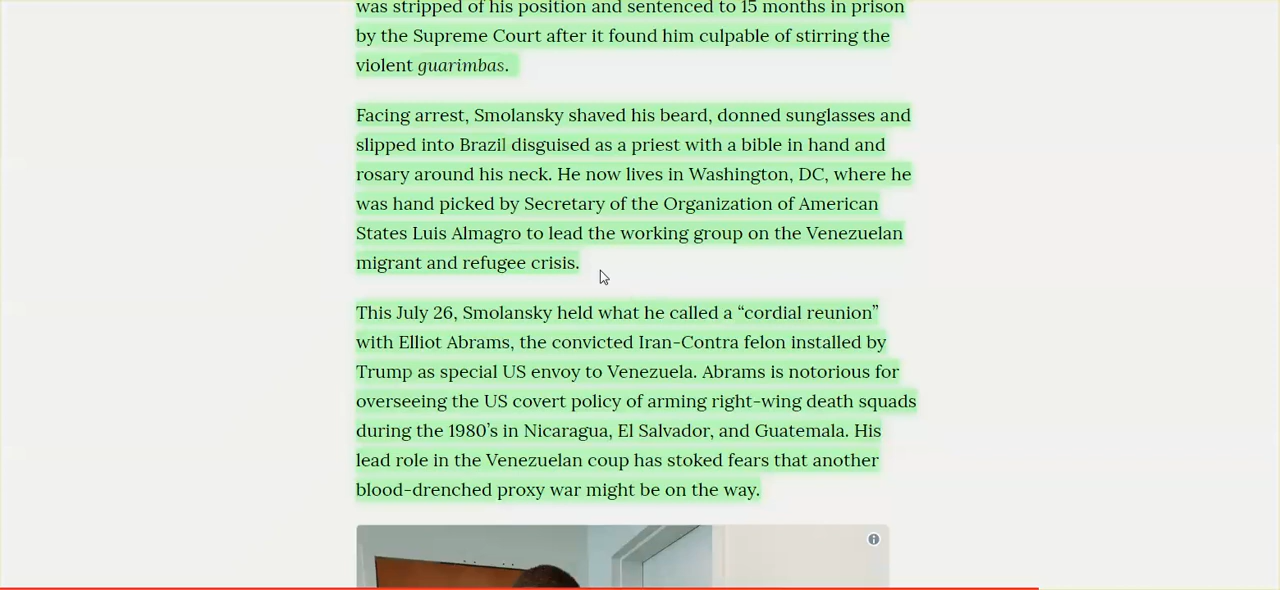 was stripped of his position and sentenced to 15 months in prison
by the Supreme Court after it found him culpable of stirring the
violent guarimbas.
Facing arrest, Smolansky shaved his beard, donned sunglasses and
slipped into Brazil disguised as a priest with a bible in hand and
rosary around his neck. He now lives in Washington, DC, where he
was hand picked by Secretary of the Organization of American
States Luis Almagro to lead the working group on the Venezuelan
migrant and refugee crisis.
This July 26, Smolansky held what he called a “cordial reunion”
with Elliot Abrams, the convicted Iran-Contra felon installed by
Trump as special US envoy to Venezuela. Abrams is notorious for
overseeing the US covert policy of arming right-wing death squads
during the 1980’s in Nicaragua, El Salvador, and Guatemala. His
lead role in the Venezuelan coup has stoked fears that another
blood-drenched proxy war might be on the way.